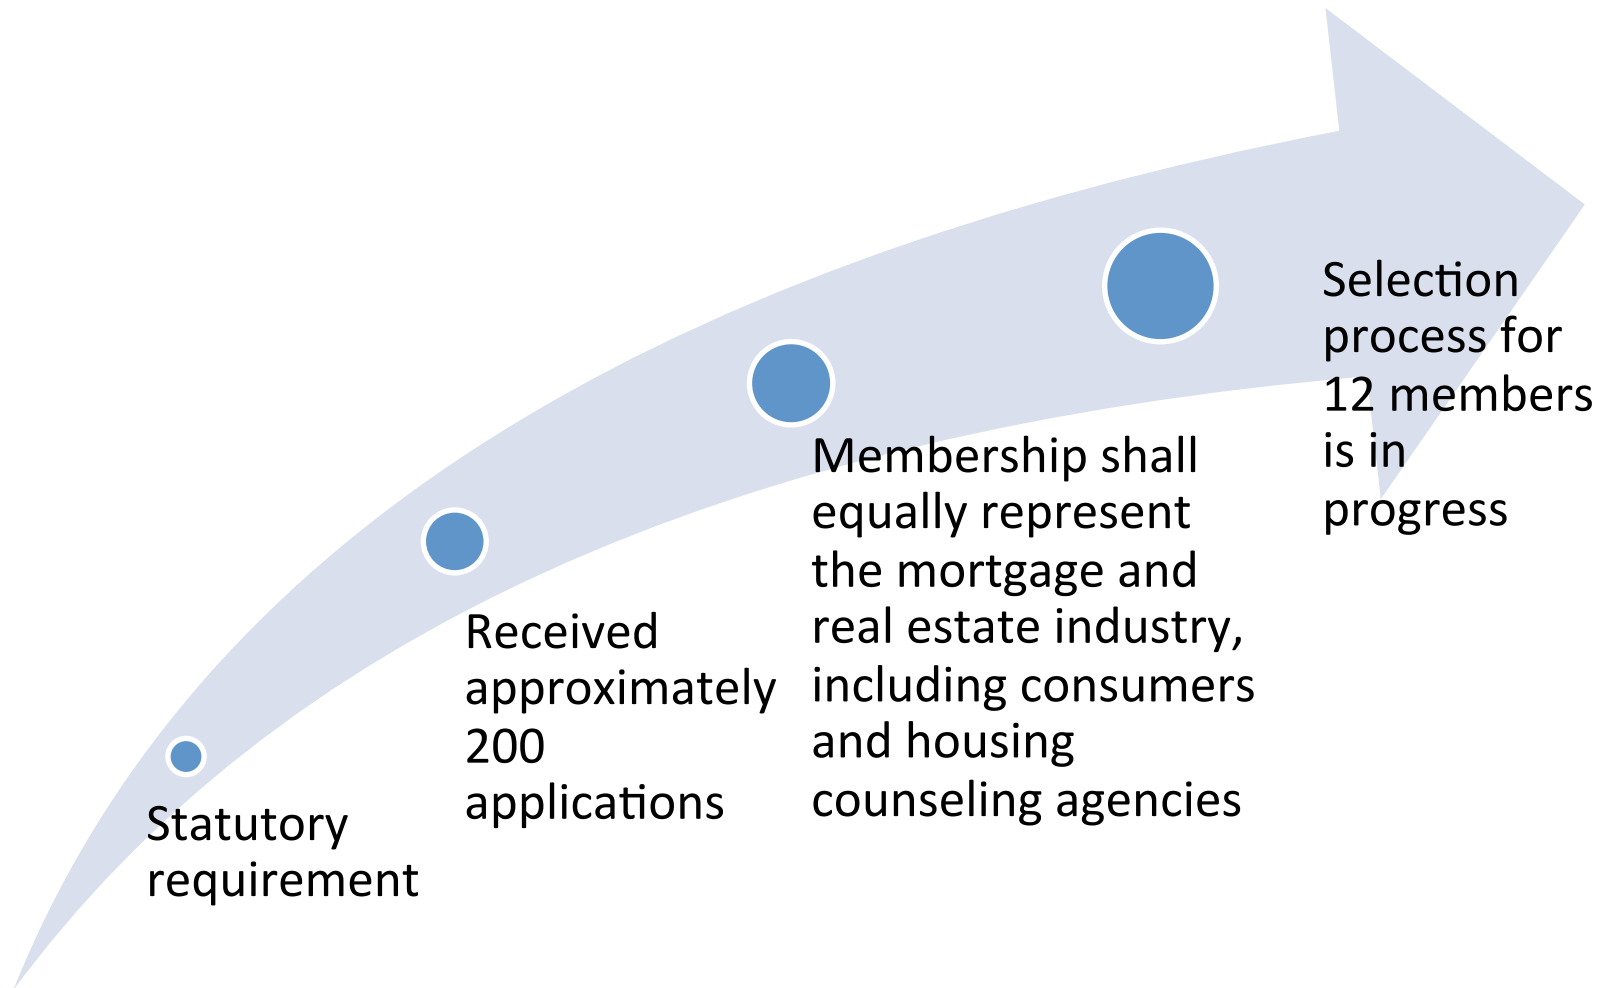 Statutory
requirement
Received
approximately
200
applications
Membership shall
equally represent
the mortgage and
real estate industry,
including consumers
and housing
counseling agencies
Selection
process for
12 members
is in
progress